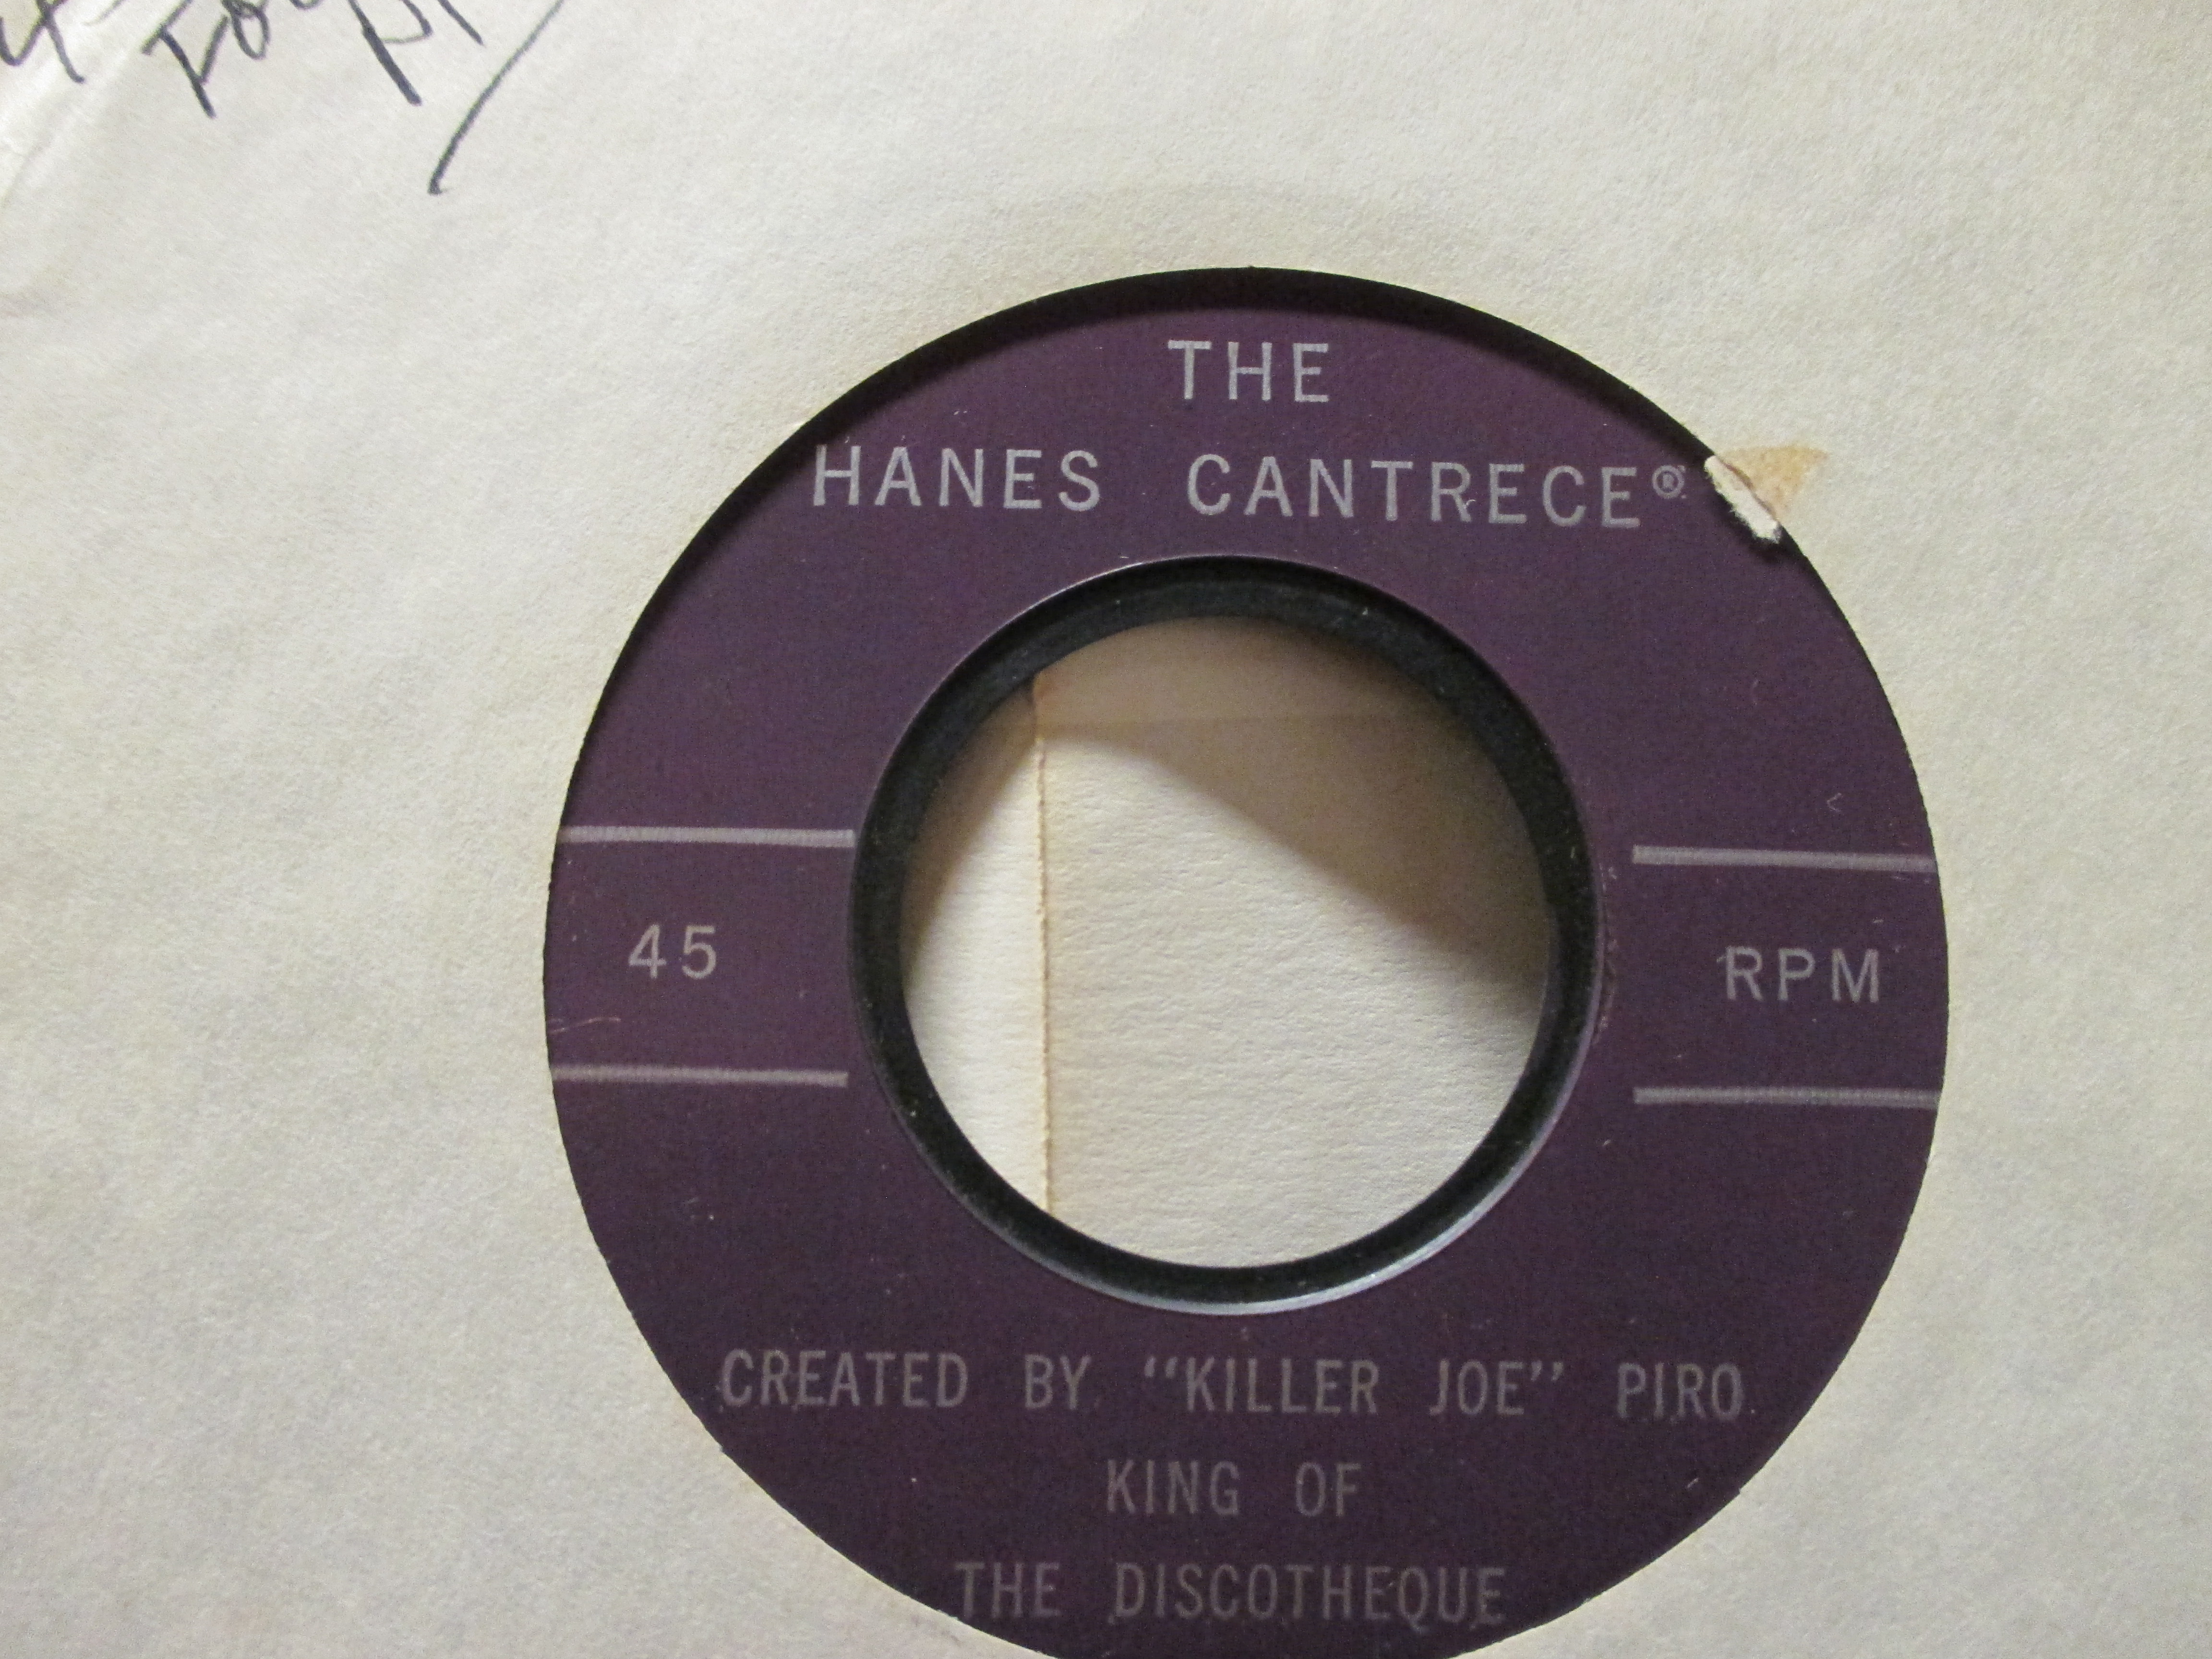 THE
HANES CANTRECE®
45 RPM
CREATED BY “KILLER JOE” PIRO
KING OF
THE DISCOTHEQUE